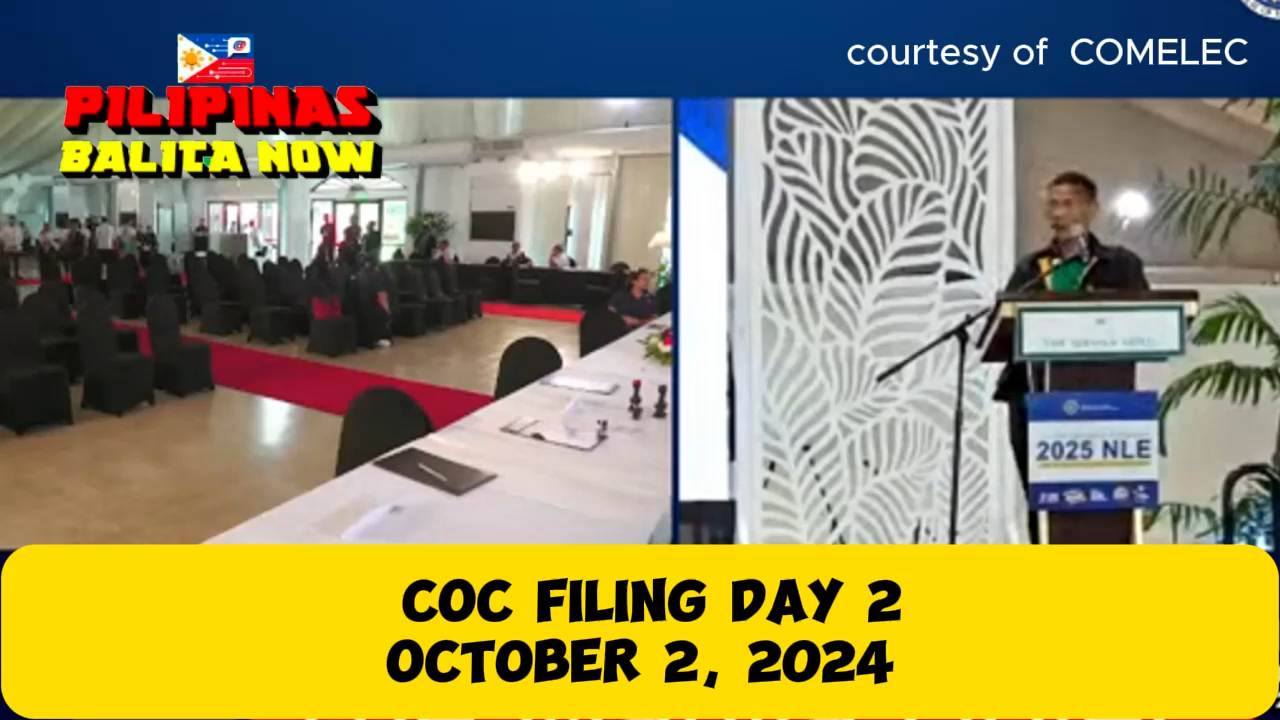 courtesy of COMELEC
PILIPINAS
BALITA NOW
2025 NLE
COC FILING DAY 2
OCTOBER 2, 2024